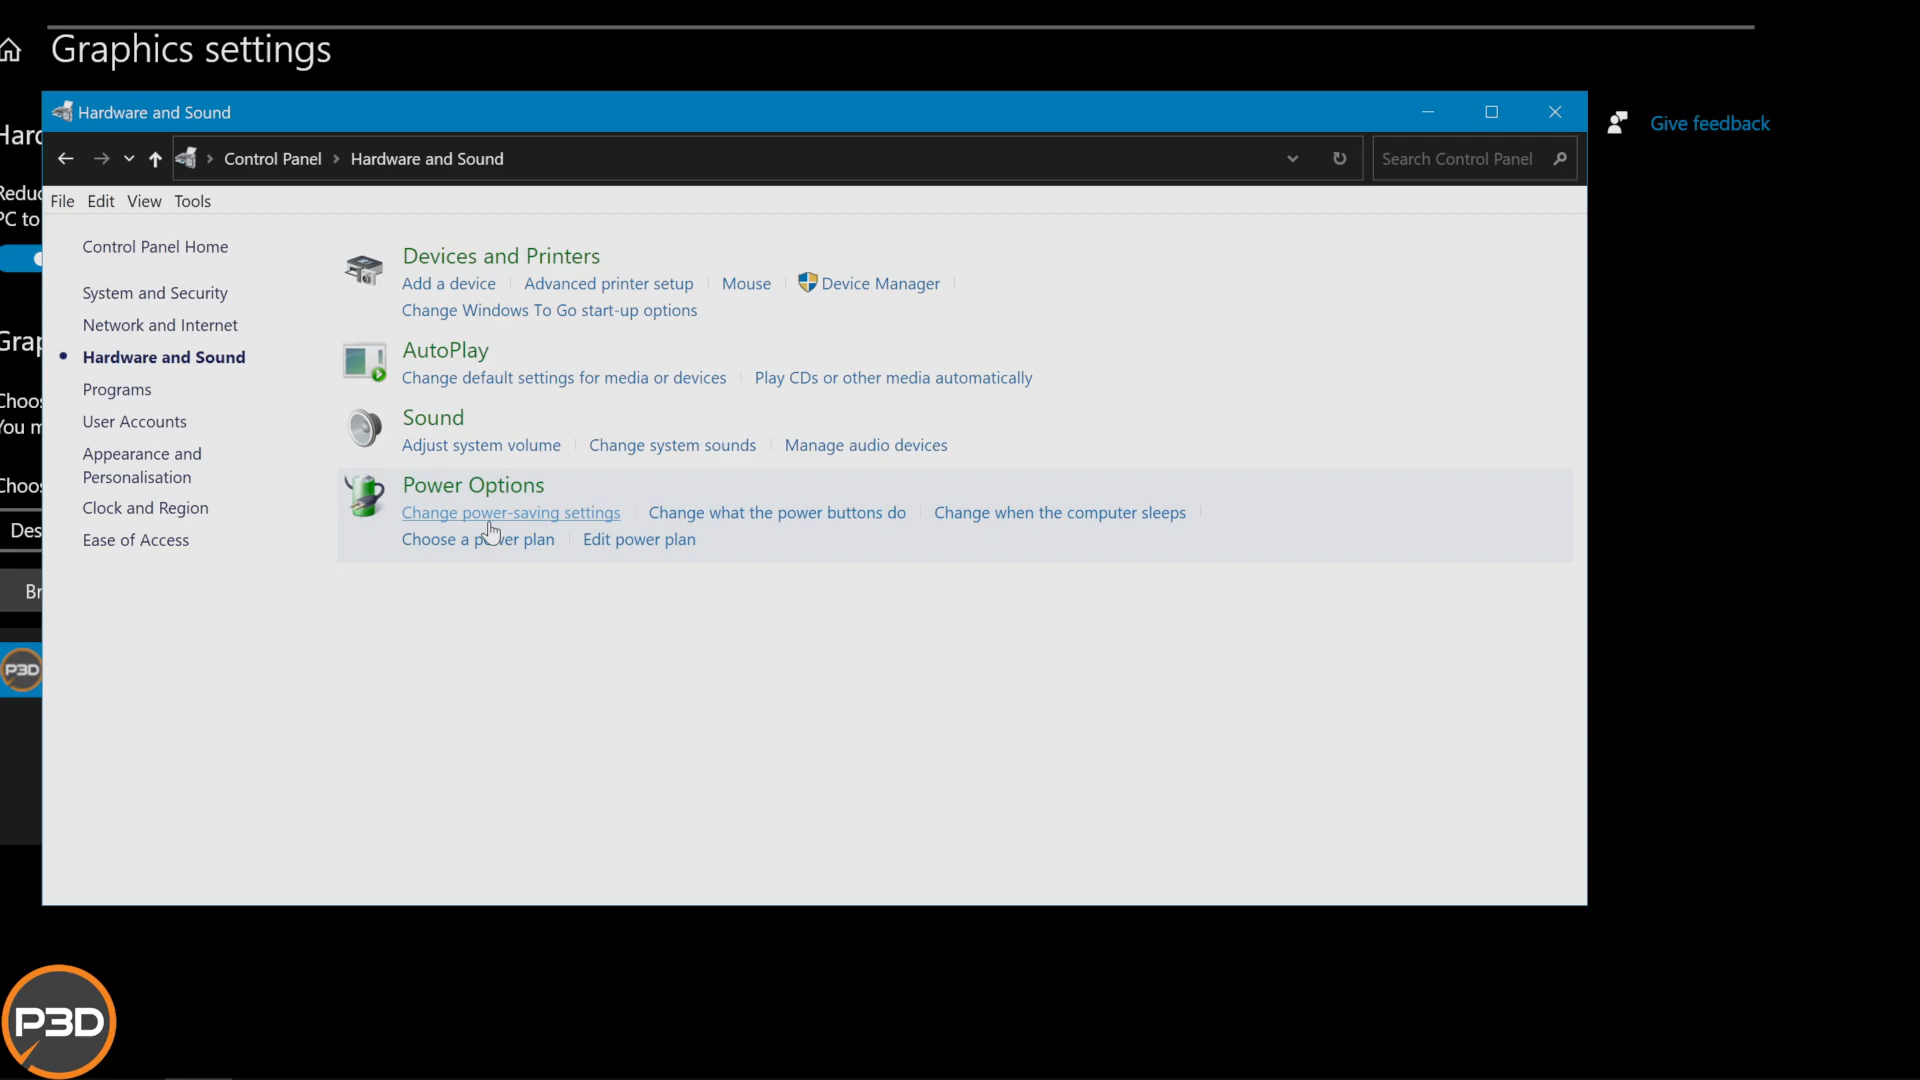 Graphics settings
Hardware and Sound
Give feedback
Control Panel
Hardware and Sound
Search Control Panel
File Edit View Tools
Control Panel Home
System and Security
Network and Internet
Hardware and Sound
Programs
User Accounts
Appearance and
Personalisation
Clock and Region
Ease of Access
Devices and Printers
Add a device Advanced printer setup Mouse Device Manager
Change Windows To Go start-up options
AutoPlay
Change default settings for media or devices Play CDs or other media automatically
Sound
Adjust system volume Change system sounds Manage audio devices
Power Options
Change power-saving settings Change what the power buttons do Change when the computer sleeps
Choose a power plan Edit power plan
PC to
P3D
P3D